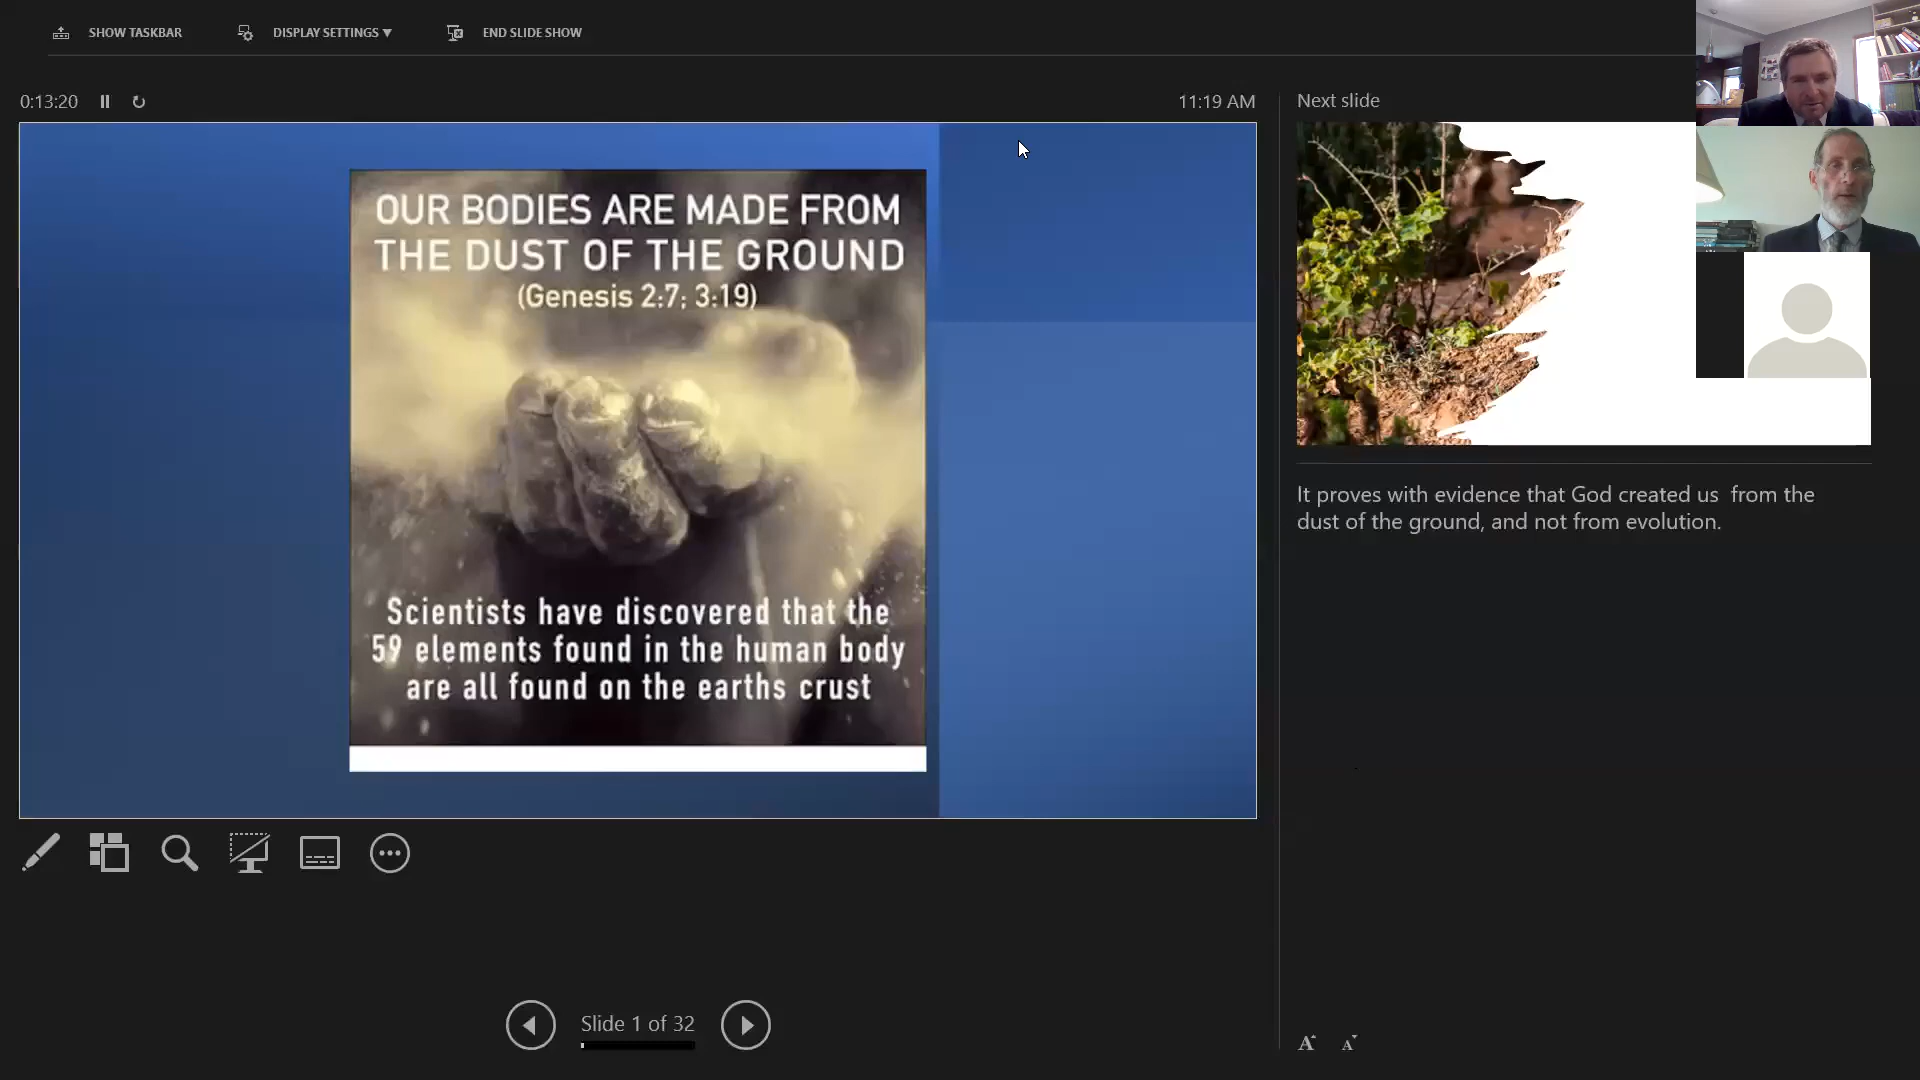 SHOW TASKBAR
DISPLAY SETTINGS ▼
END SLIDE SHOW
0:13:20
11:19 AM
Next slide
OUR BODIES ARE MADE FROM
THE DUST OF THE GROUND
(Genesis 2:7; 3:19)
Scientists have discovered that the
59 elements found in the human body
are all found on the earths crust
It proves with evidence that God created us from the
dust of the ground, and not from evolution.
Slide 1 of 32
A A